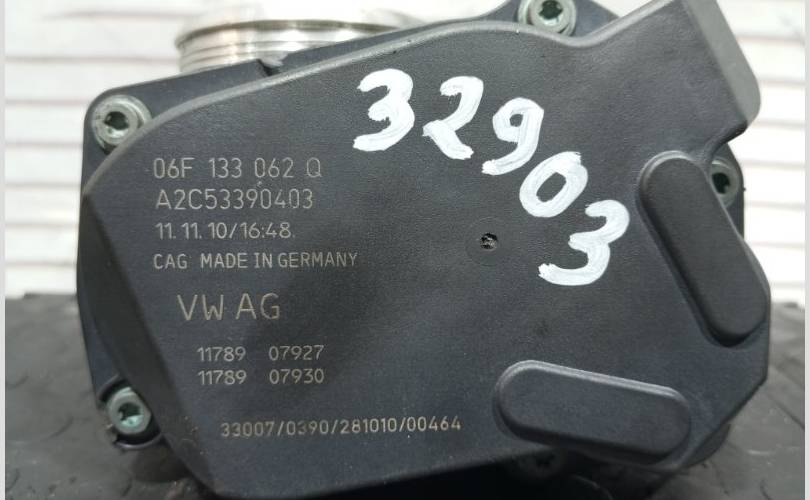 32903
06F 133 062 Q
A2C53390403
11.11.10/16:48.
CAG MADE IN GERMANY
VW AG
11789 07927
11789 07930
33007/0390/281010/00464